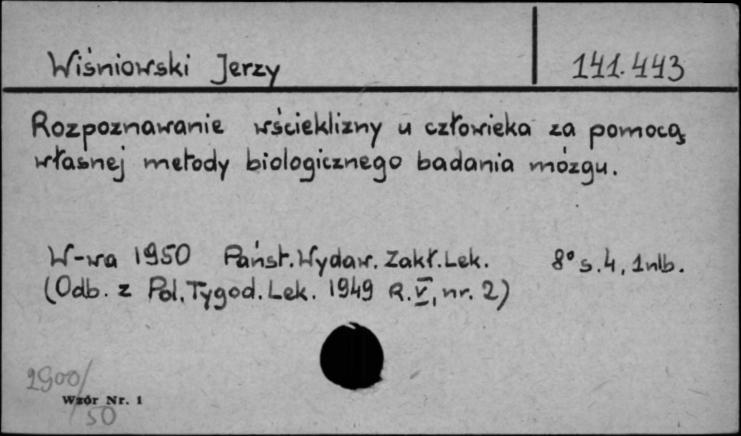 Wiśniowski Jerzy 141.443
Rozpoznawanie wścieklizny u człowieka za pomocą
własnej metody biologicznego badania mózgu.
W-wa 1950 Państ. Wydaw. Zakł. Lek. 8° s. 4, 1nlb.
(Odb. z Pol. Tygod. Lek. 1949 R. V, nr. 2)
2900/
Wzór Nr. 1
50